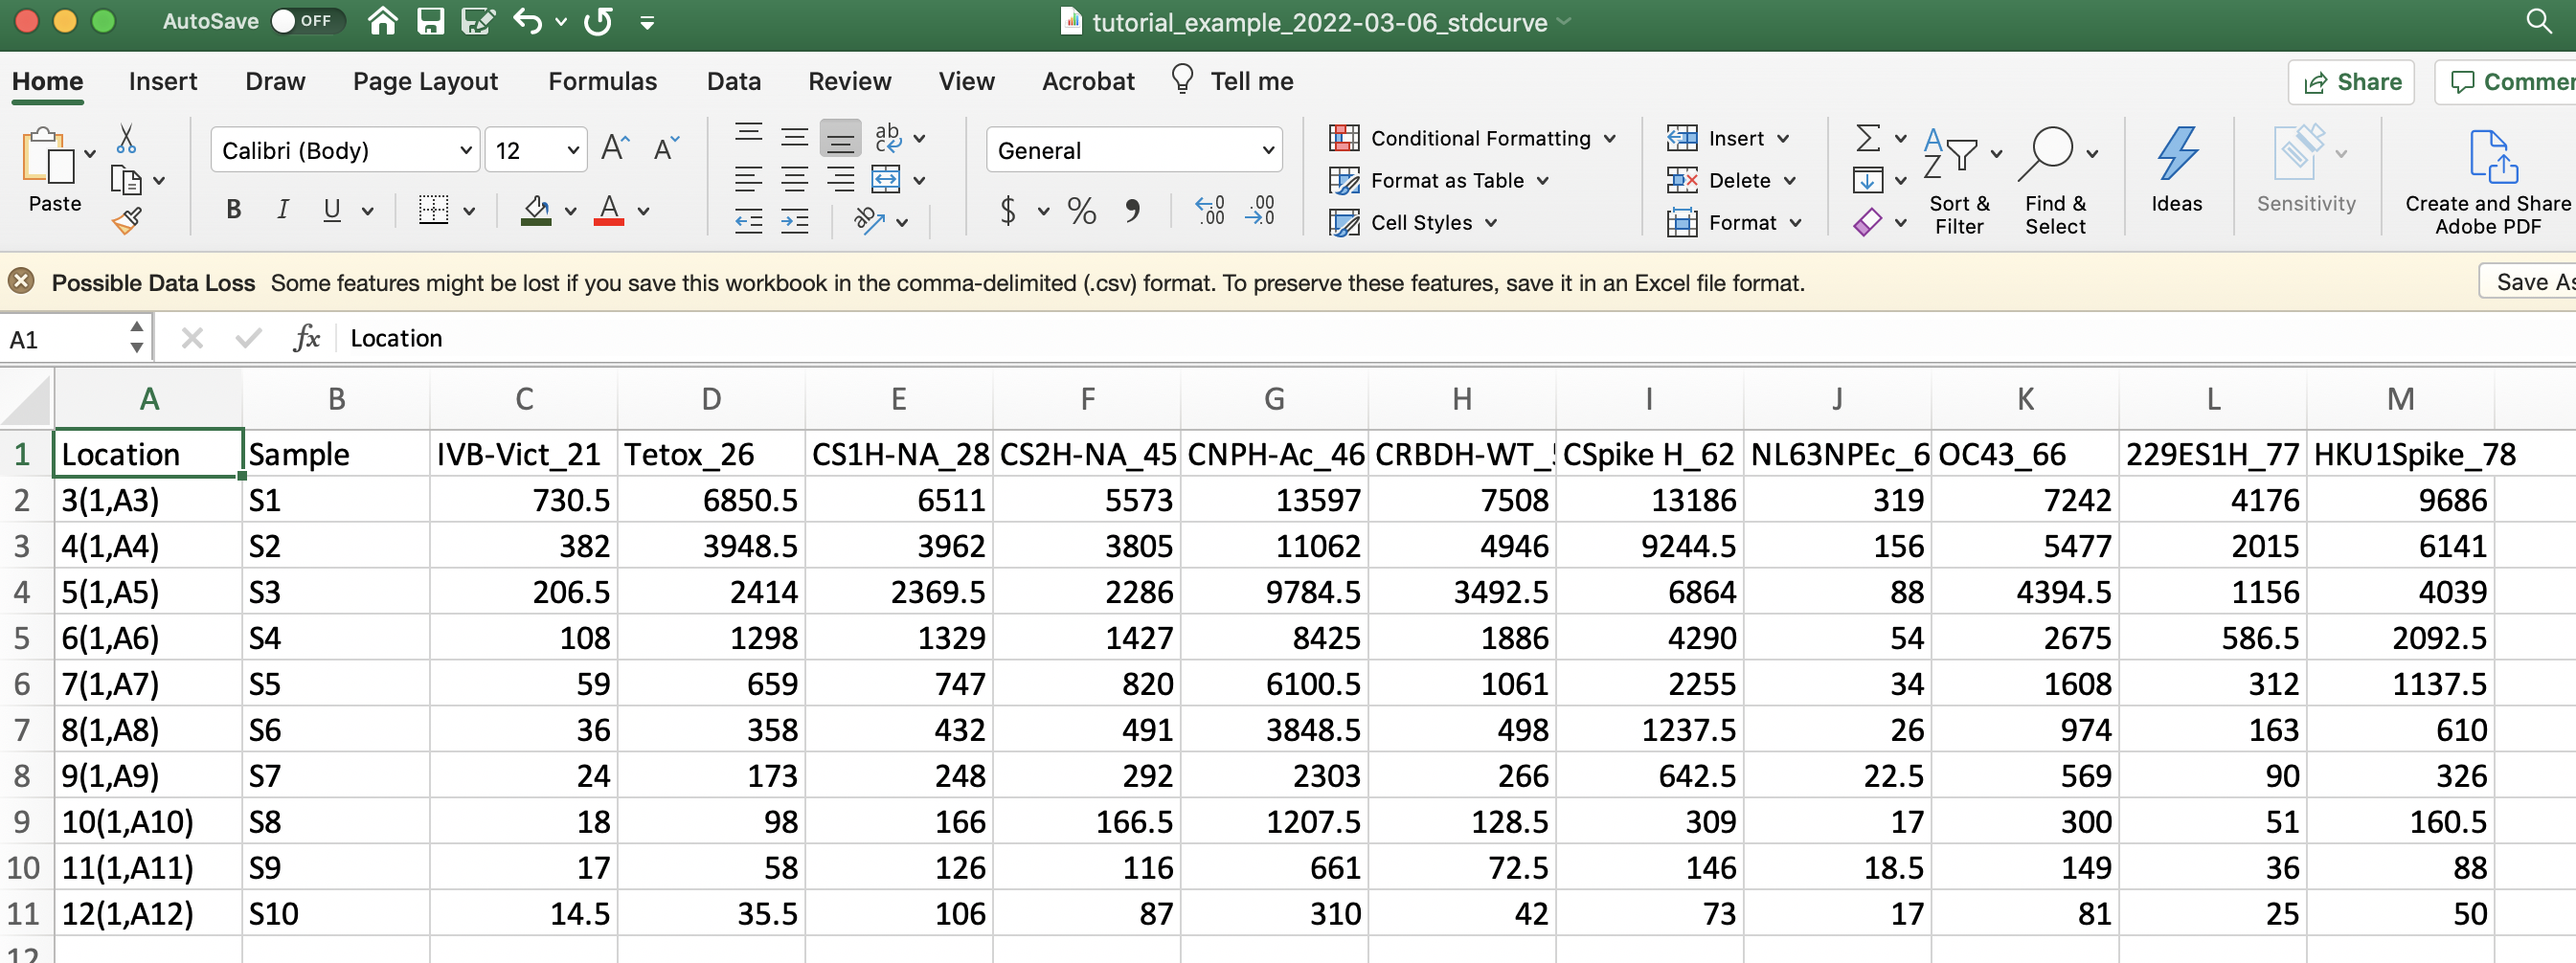 AutoSave OFF tutorial_example_2022-03-06_stdcurve
Home Insert Draw Page Layout Formulas Data Review View Acrobat Tell me Share Commen
Paste Calibri (Body) 12 General Conditional Formatting Format as Table Cell Styles Insert Delete Format Sort & Filter Find & Select Ideas Sensitivity Create and Share Adobe PDF
Possible Data Loss Some features might be lost if you save this workbook in the comma-delimited (.csv) format. To preserve these features, save it in an Excel file format. Save As
A1 fx Location
A B C D E F G H I J K L M
1 Location Sample IVB-Vict_21 Tetox_26 CS1H-NA_28 CS2H-NA_45 CNPH-Ac_46 CRBDH-WT_ CSpike H_62 NL63NPEc_6 OC43_66 229ES1H_77 HKU1Spike_78
2 3(1,A3) S1 730.5 6850.5 6511 5573 13597 7508 13186 319 7242 4176 9686
3 4(1,A4) S2 382 3948.5 3962 3805 11062 4946 9244.5 156 5477 2015 6141
4 5(1,A5) S3 206.5 2414 2369.5 2286 9784.5 3492.5 6864 88 4394.5 1156 4039
5 6(1,A6) S4 108 1298 1329 1427 8425 1886 4290 54 2675 586.5 2092.5
6 7(1,A7) S5 59 659 747 820 6100.5 1061 2255 34 1608 312 1137.5
7 8(1,A8) S6 36 358 432 491 3848.5 498 1237.5 26 974 163 610
8 9(1,A9) S7 24 173 248 292 2303 266 642.5 22.5 569 90 326
9 10(1,A10) S8 18 98 166 166.5 1207.5 128.5 309 17 300 51 160.5
10 11(1,A11) S9 17 58 126 116 661 72.5 146 18.5 149 36 88
11 12(1,A12) S10 14.5 35.5 106 87 310 42 73 17 81 25 50
12